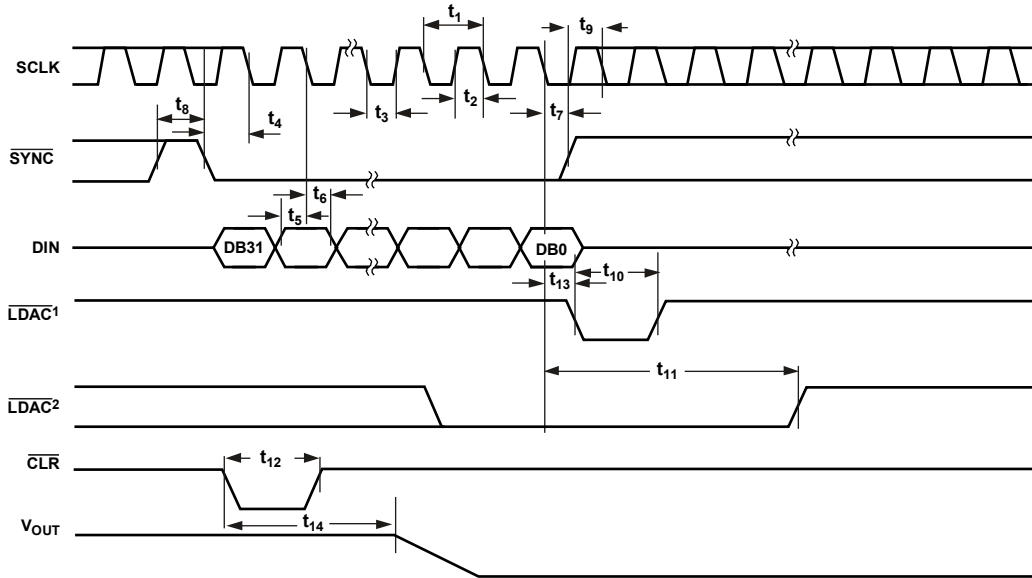 t1
t9
SCLK
t8
t4
t3
t2
t7
SYNC
t6
t5
DIN
DB31
DB0
t13
t10
LDAC1
t11
LDAC2
CLR
t12
t14
VOUT